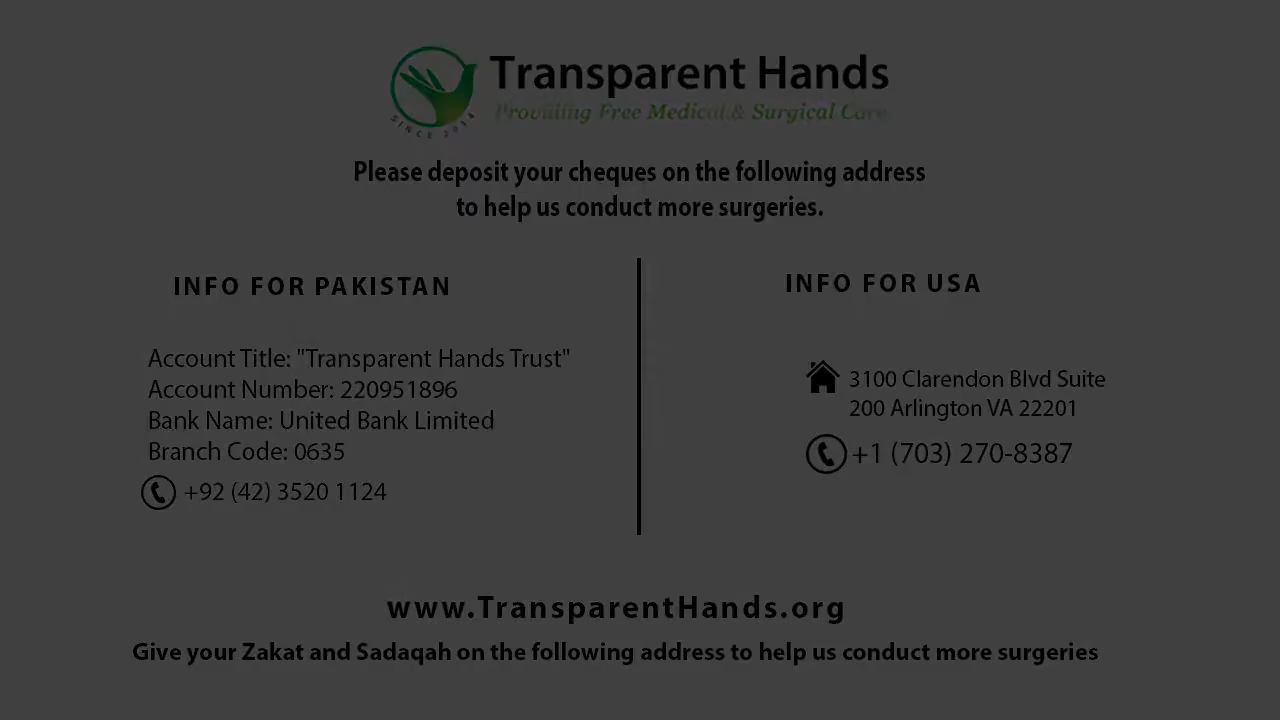 Transparent Hands
Providing Free Medical & Surgical Care
SINCE 2014
Please deposit your cheques on the following address
to help us conduct more surgeries.
INFO FOR PAKISTAN
Account Title: "Transparent Hands Trust"
Account Number: 220951896
Bank Name: United Bank Limited
Branch Code: 0635
+92 (42) 3520 1124
INFO FOR USA
3100 Clarendon Blvd Suite
200 Arlington VA 22201
+1 (703) 270-8387
www.TransparentHands.org
Give your Zakat and Sadaqah on the following address to help us conduct more surgeries